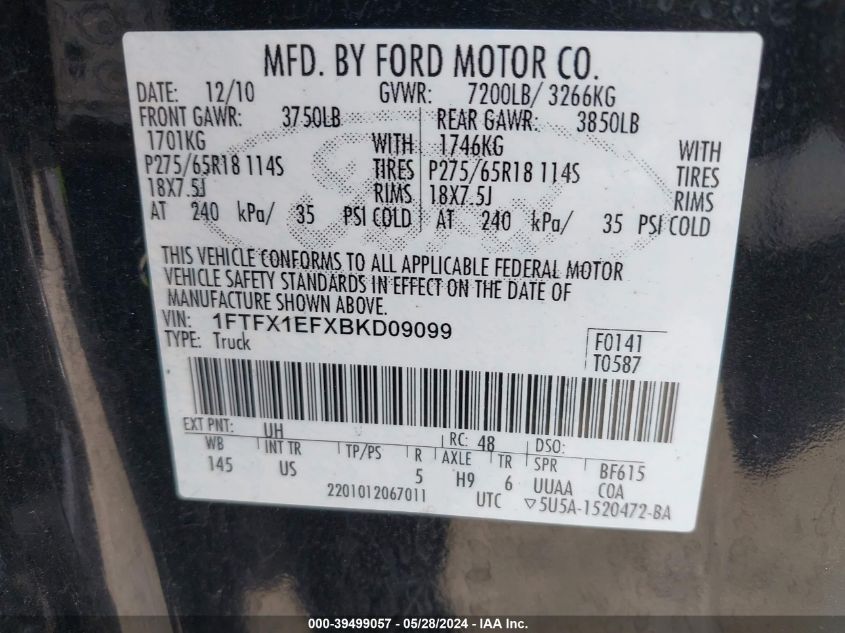 MFD. BY FORD MOTOR CO.
DATE: 12/10 GVWR: 7200LB/ 3266KG
FRONT GAWR: 3750LB REAR GAWR: 3850LB
1701KG WITH 1746KG WITH
P275/65R18 114S TIRES P275/65R18 114S TIRES
18X7.5J RIMS 18X7.5J RIMS
AT 240 kPa/ 35 PSI COLD AT 240 kPa/ 35 PSI COLD
THIS VEHICLE CONFORMS TO ALL APPLICABLE FEDERAL MOTOR
VEHICLE SAFETY STANDARDS IN EFFECT ON THE DATE OF
MANUFACTURE SHOWN ABOVE.
VIN: 1FTFX1EFXBKD09099
TYPE: Truck
F0141
T0587
EXT PNT: UH RC: 48 DSO:
WB INT TR TP/PS R AXLE TR SPR BF615
145 US 5 H9 6 UUAA COA
2201012067011 UTC ▽5U5A-1520472-BA
000-39499057 / 05/28/2024 - IAA Inc.